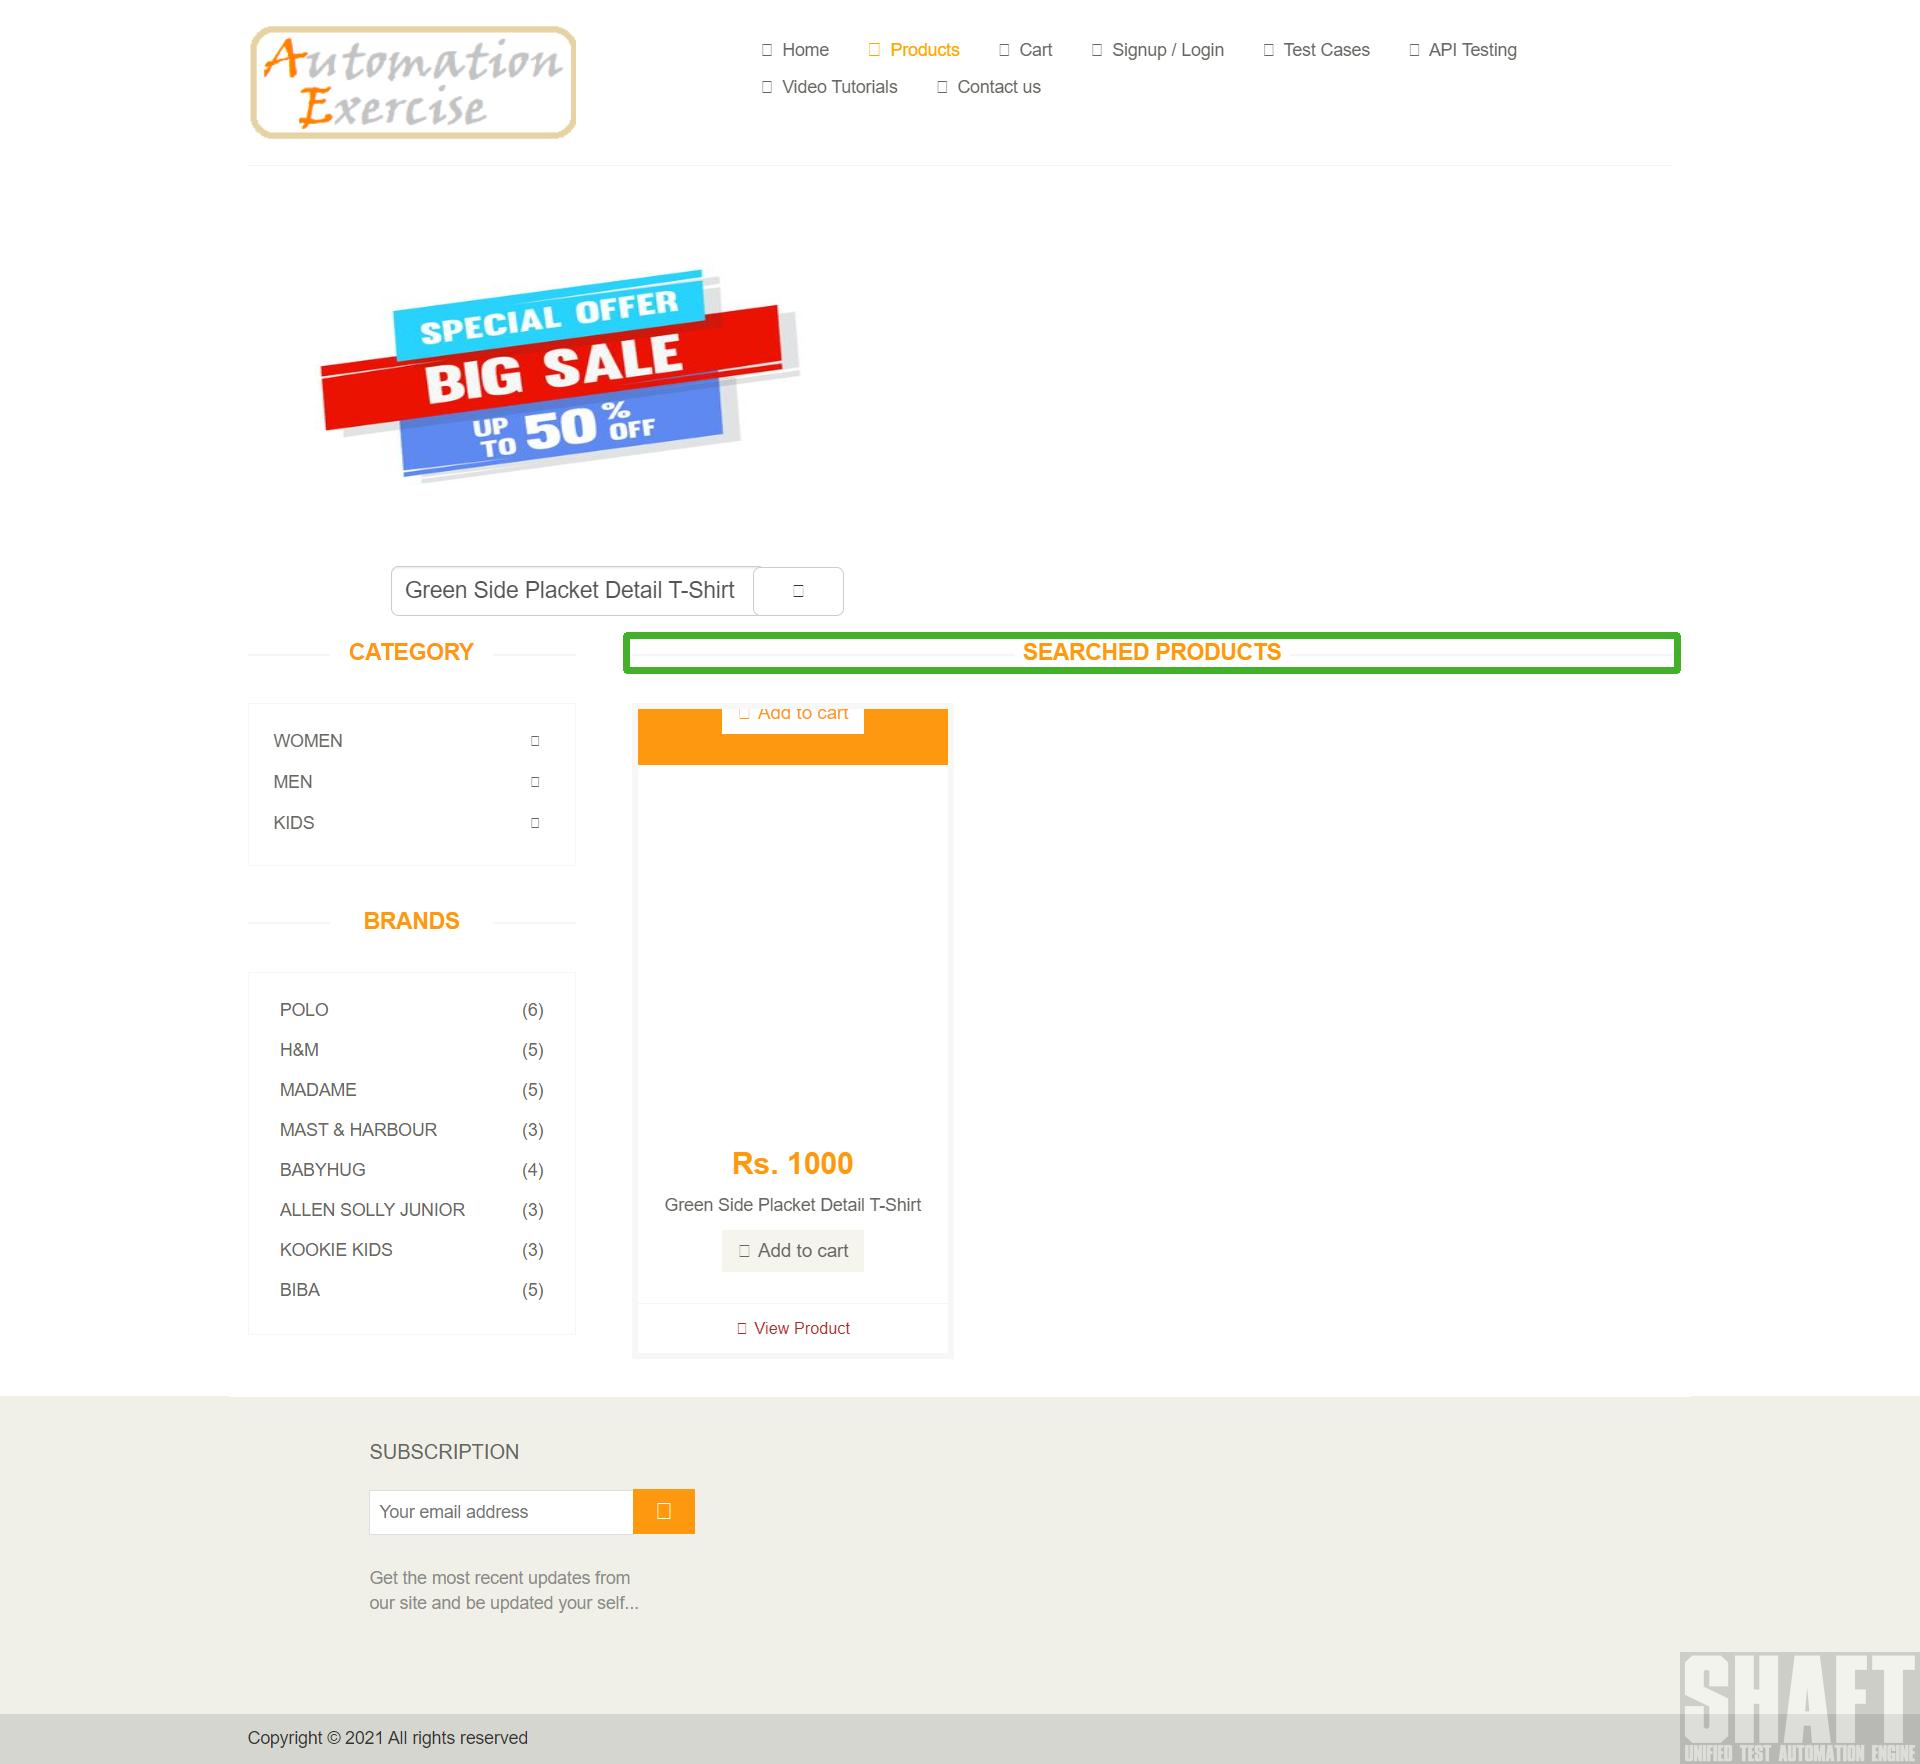 Automation
Exercise
Home
Products
Cart
Signup / Login
Test Cases
API Testing
Video Tutorials
Contact us
SPECIAL OFFER
BIG SALE
UP TO 50% OFF
Green Side Placket Detail T-Shirt
CATEGORY
WOMEN
MEN
KIDS
BRANDS
POLO (6)
H&M (5)
MADAME (5)
MAST & HARBOUR (3)
BABYHUG (4)
ALLEN SOLLY JUNIOR (3)
KOOKIE KIDS (3)
BIBA (5)
SEARCHED PRODUCTS
Add to cart
Rs. 1000
Green Side Placket Detail T-Shirt
Add to cart
View Product
SUBSCRIPTION
Your email address
Get the most recent updates from
our site and be updated your self...
Copyright © 2021 All rights reserved
SHAFT
UNIFIED TEST AUTOMATION ENGINE